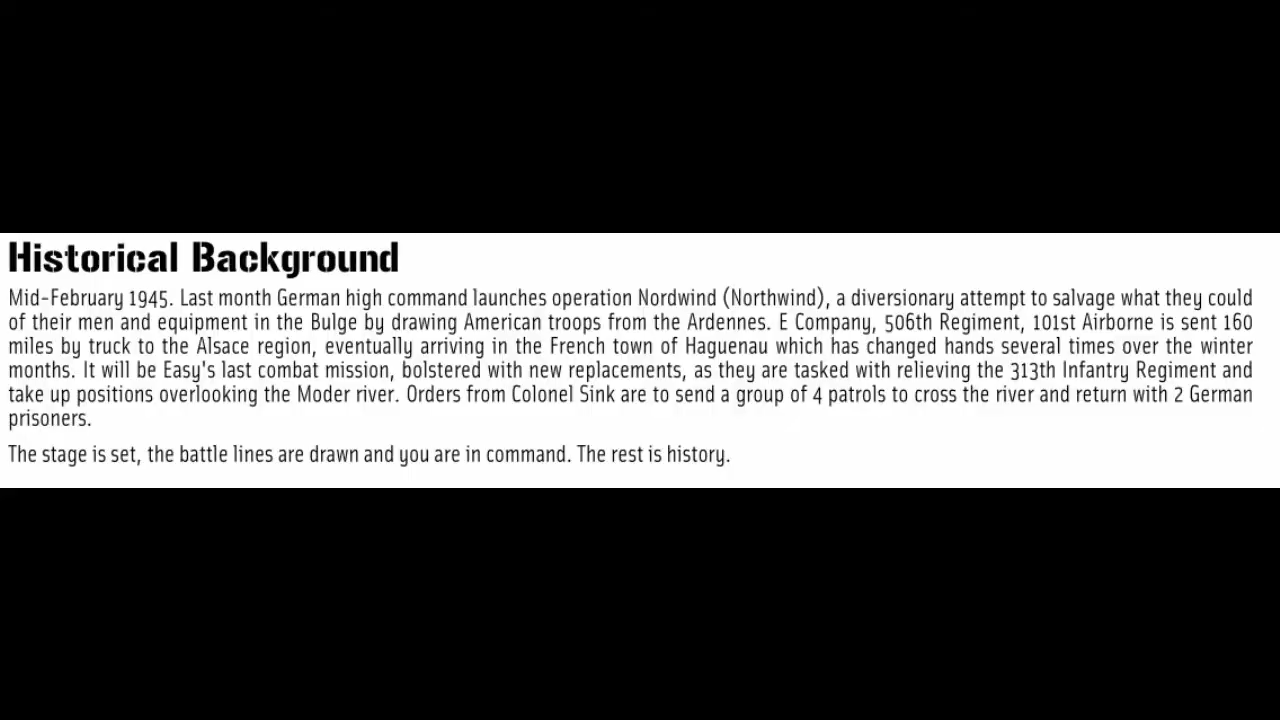 Historical Background
Mid-February 1945. Last month German high command launches operation Nordwind (Northwind), a diversionary attempt to salvage what they could
of their men and equipment in the Bulge by drawing American troops from the Ardennes. E Company, 506th Regiment, 101st Airborne is sent 160
miles by truck to the Alsace region, eventually arriving in the French town of Haguenau which has changed hands several times over the winter
months. It will be Easy's last combat mission, bolstered with new replacements, as they are tasked with relieving the 313th Infantry Regiment and
take up positions overlooking the Moder river. Orders from Colonel Sink are to send a group of 4 patrols to cross the river and return with 2 German
prisoners.
The stage is set, the battle lines are drawn and you are in command. The rest is history.